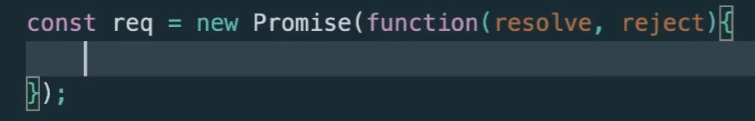 const req = new Promise(function(resolve, reject){
});